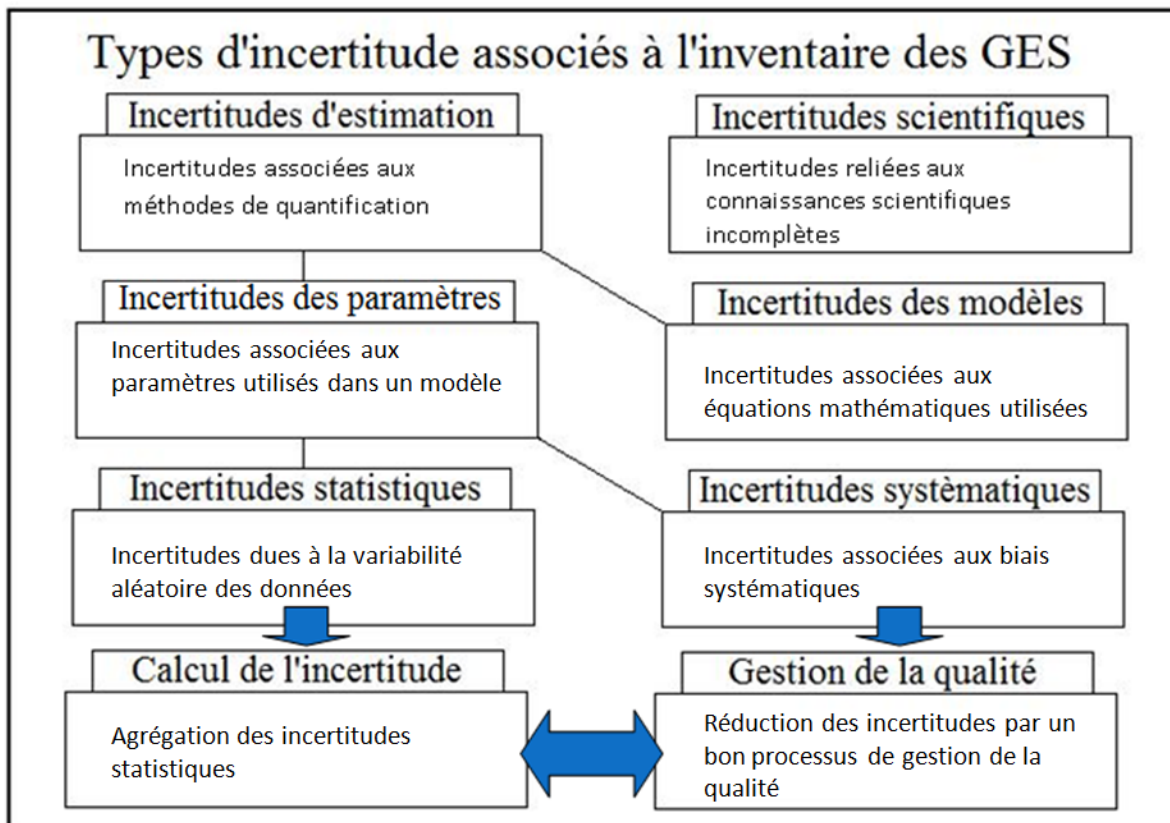 Types d'incertitude associés à l'inventaire des GES
Incertitudes d'estimation
Incertitudes associées aux
méthodes de quantification
Incertitudes scientifiques
Incertitudes reliées aux
connaissances scientifiques
incomplètes
Incertitudes des paramètres
Incertitudes associées aux
paramètres utilisés dans un modèle
Incertitudes des modèles
Incertitudes associées aux
équations mathématiques utilisées
Incertitudes statistiques
Incertitudes dues à la variabilité
aléatoire des données
Incertitudes systèmatiques
Incertitudes associées aux biais
systématiques
Calcul de l'incertitude
Agrégation des incertitudes
statistiques
Gestion de la qualité
Réduction des incertitudes par un
bon processus de gestion de la
qualité